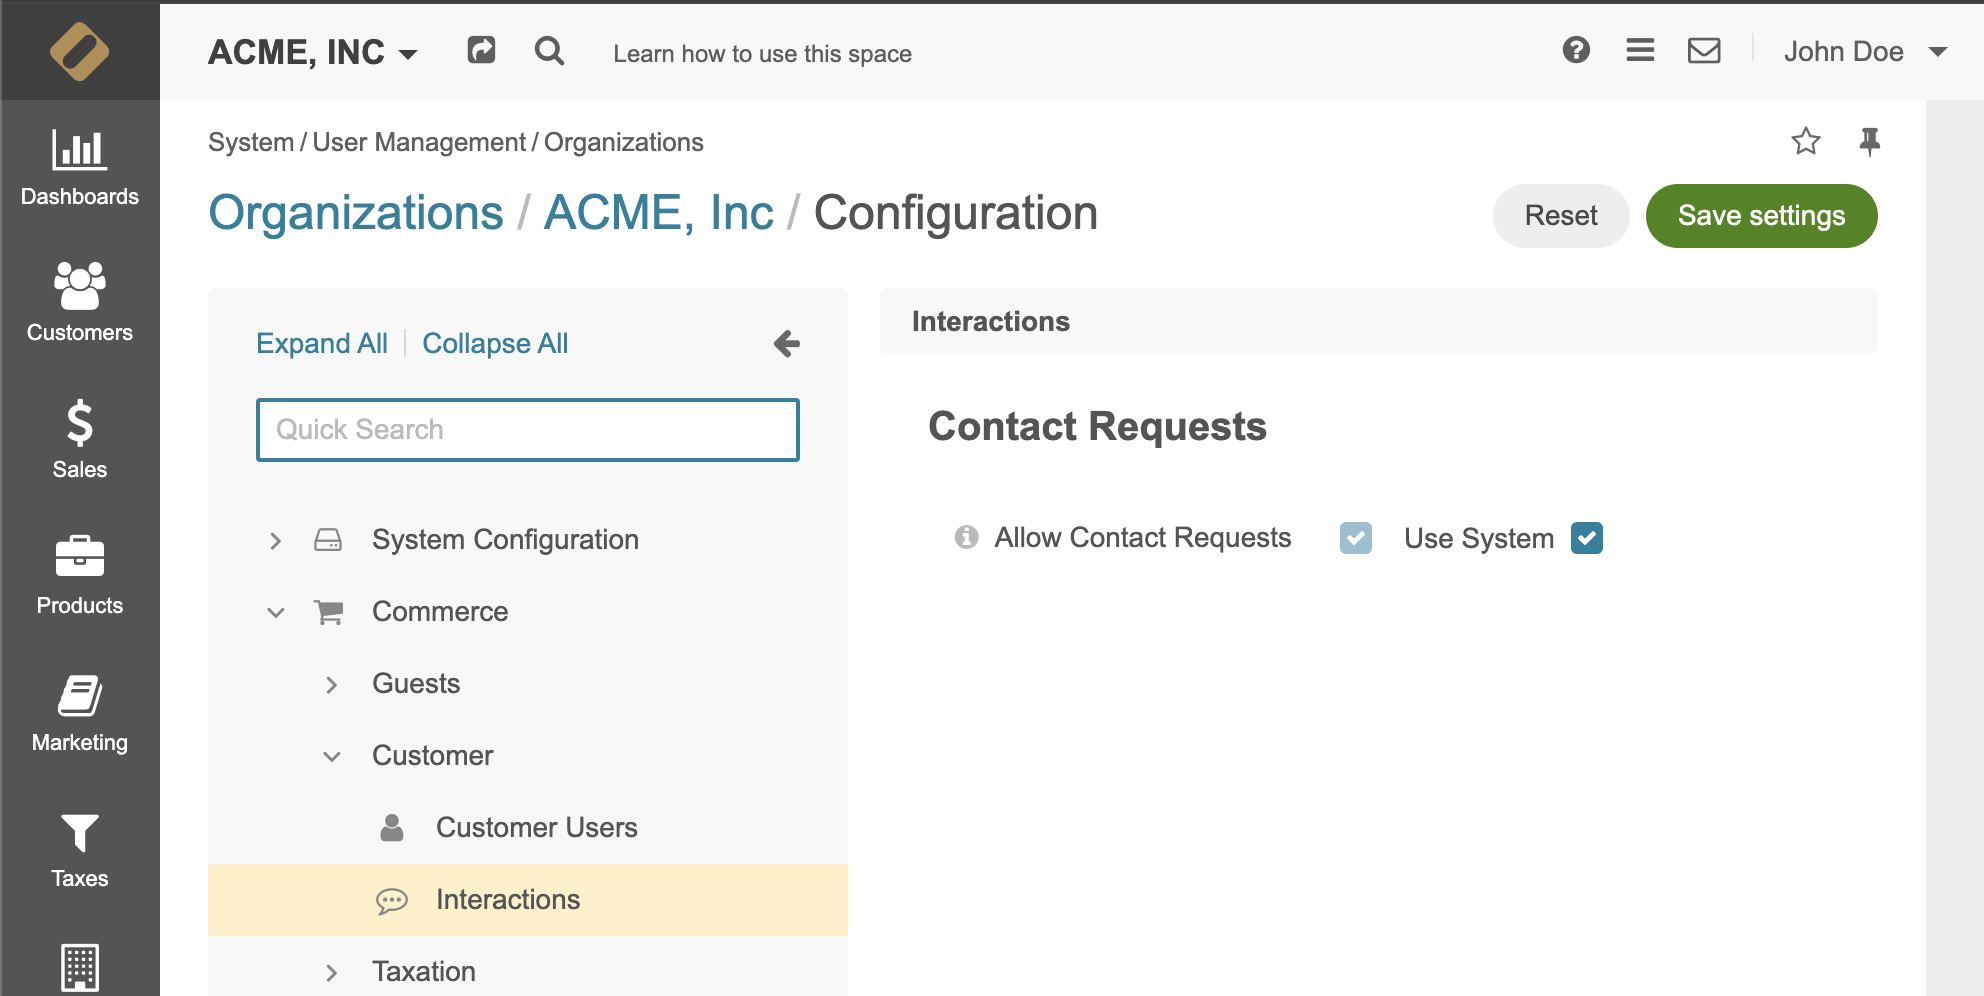 ACME, INC
Learn how to use this space
John Doe
Dashboards
Customers
Sales
Products
Marketing
Taxes
System / User Management / Organizations
Organizations / ACME, Inc / Configuration
Reset
Save settings
Expand All
Collapse All
Quick Search
System Configuration
Commerce
Guests
Customer
Customer Users
Interactions
Taxation
Interactions
Contact Requests
Allow Contact Requests
Use System